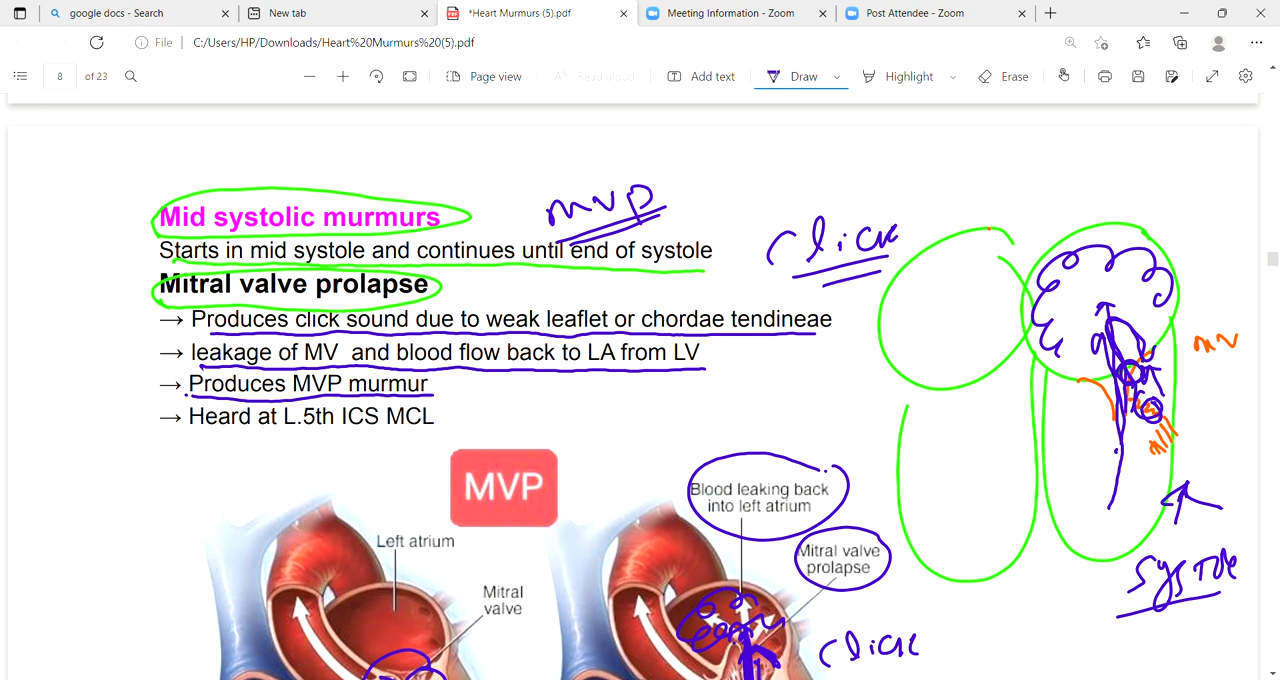 google docs - Search
New tab
*Heart Murmurs (5).pdf
Meeting Information - Zoom
Post Attendee - Zoom
File
C:/Users/HP/Downloads/Heart%20Murmurs%20(5).pdf
8 of 23
Page view
Read aloud
Add text
Draw
Highlight
Erase
Mid systolic murmurs
MVP
Starts in mid systole and continues until end of systole
Click
Mitral valve prolapse
→ Produces click sound due to weak leaflet or chordae tendineae
→ leakage of MV and blood flow back to LA from LV
MV
→ Produces MVP murmur
→ Heard at L.5th ICS MCL
MVP
Blood leaking back
into left atrium
Left atrium
Mitral valve
prolapse
Mitral
valve
Systole
Click